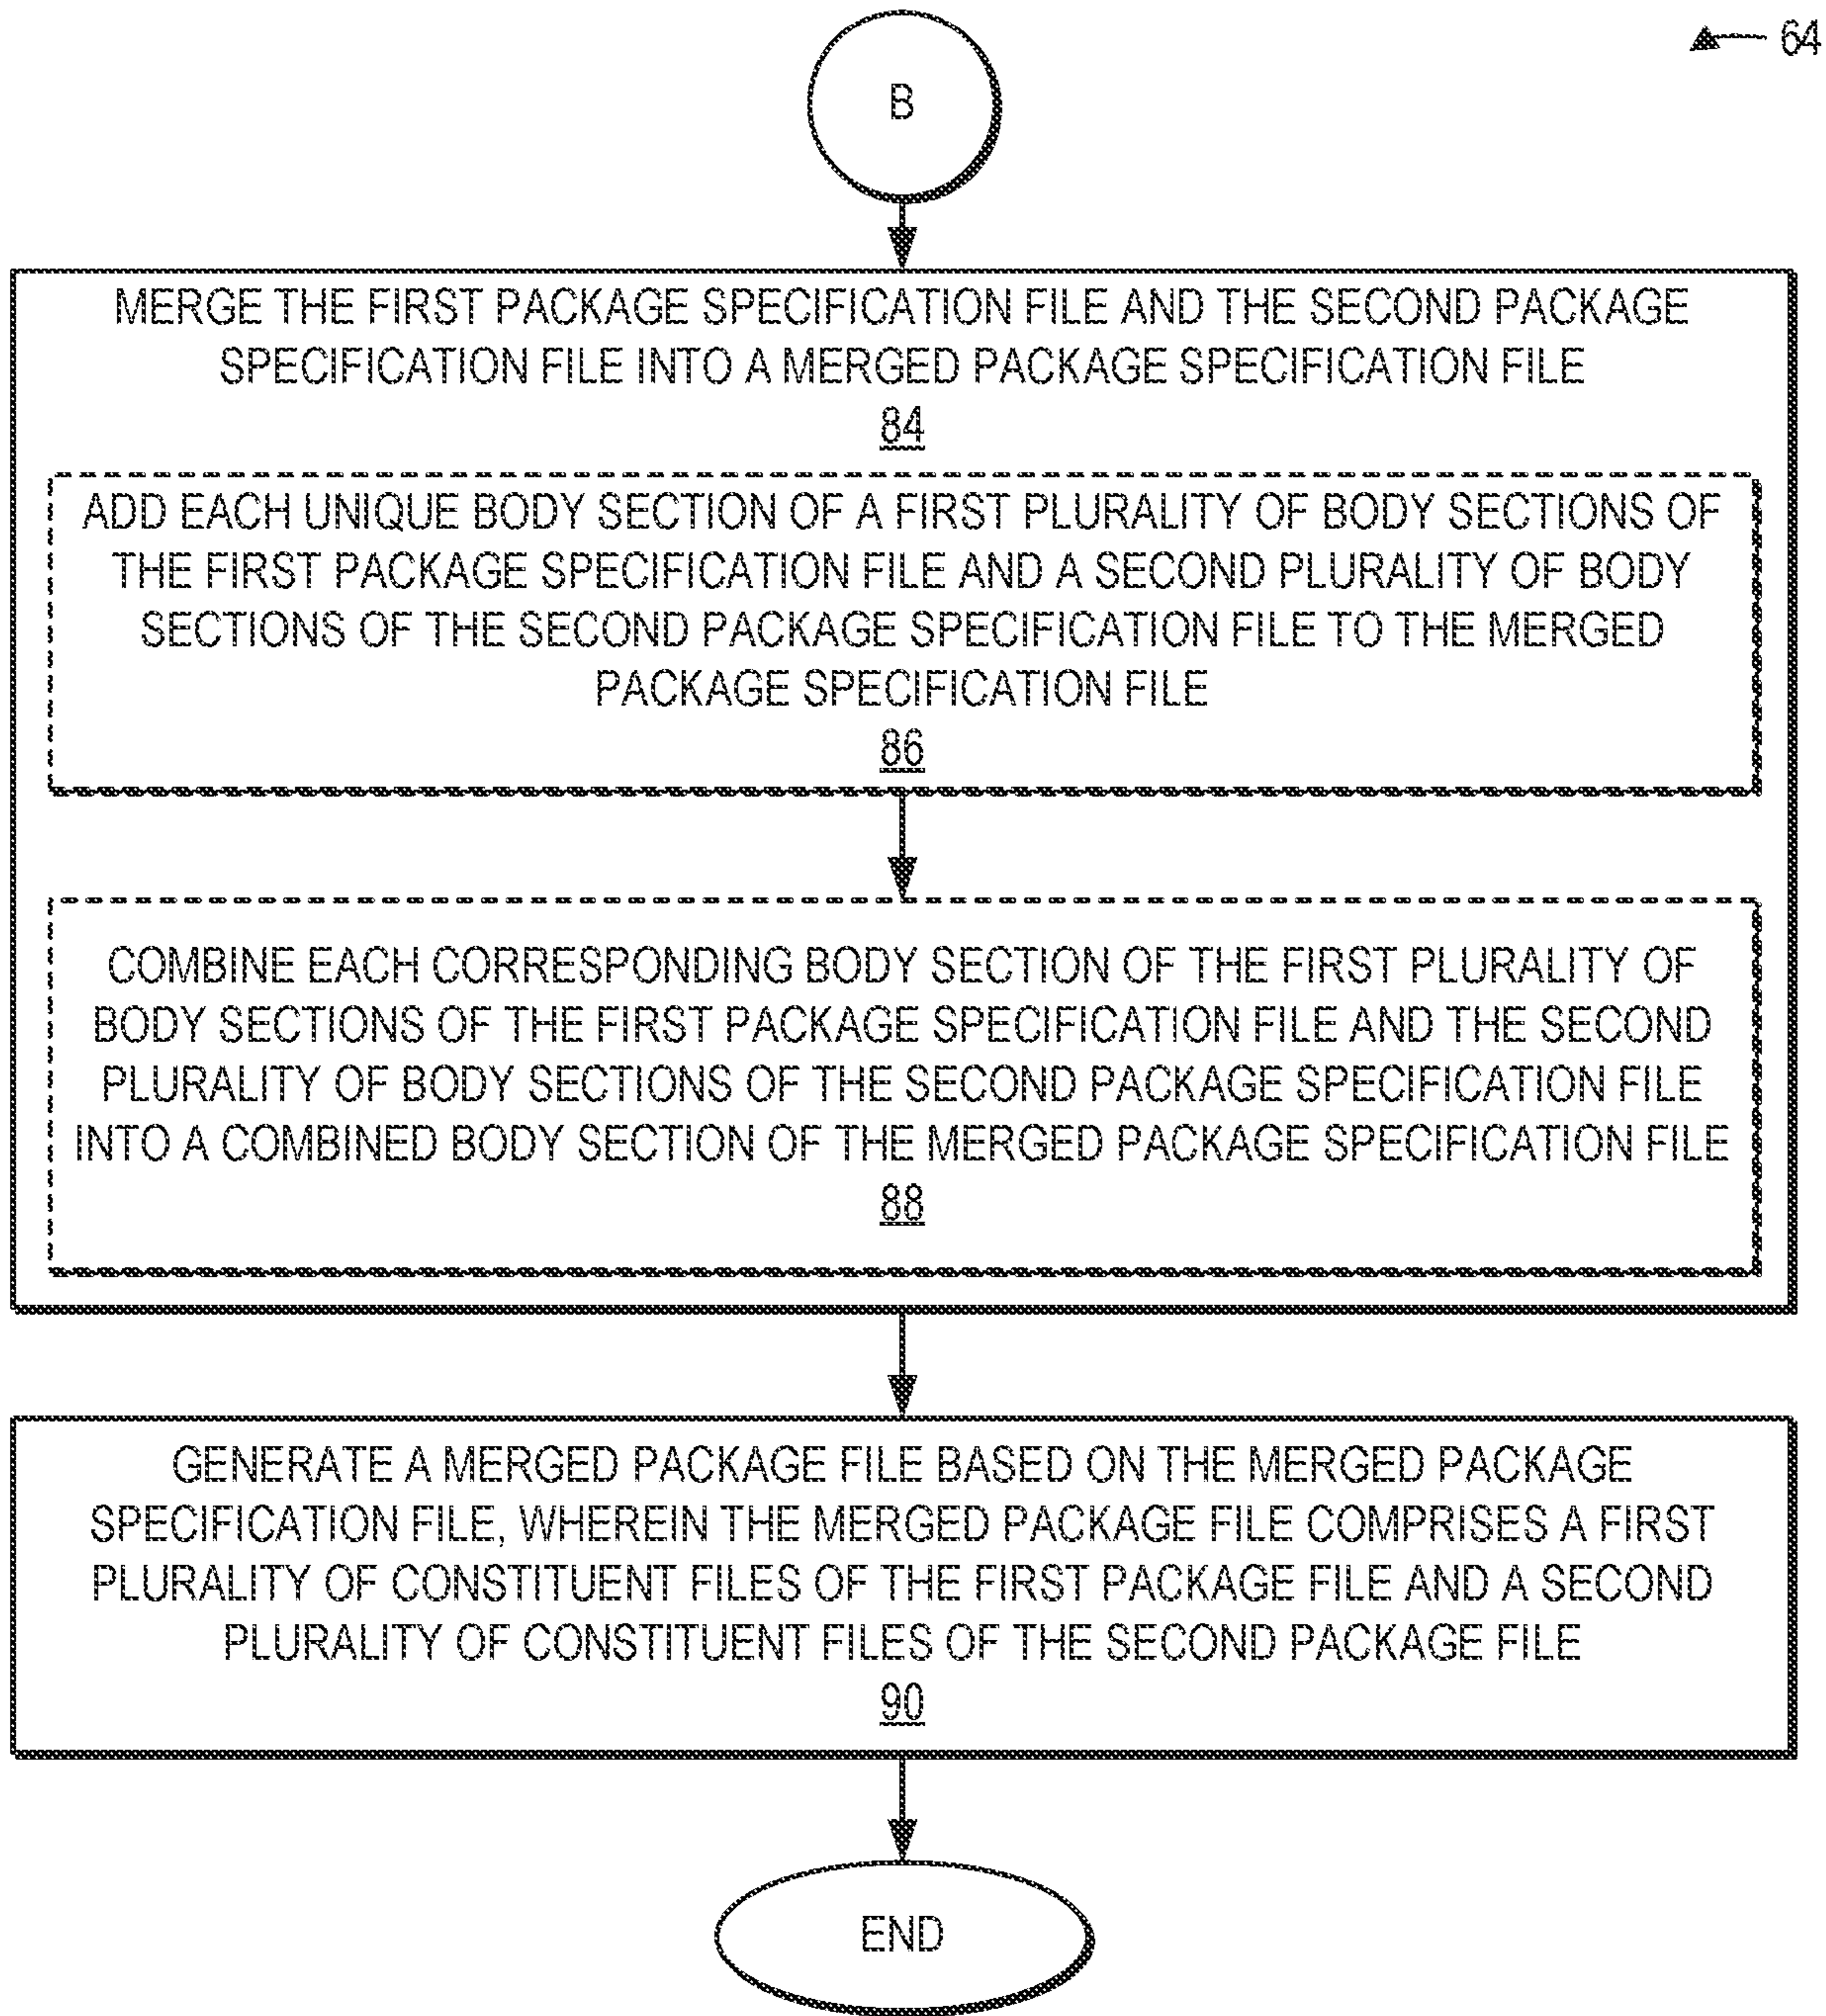 64
B
MERGE THE FIRST PACKAGE SPECIFICATION FILE AND THE SECOND PACKAGE
SPECIFICATION FILE INTO A MERGED PACKAGE SPECIFICATION FILE
84
ADD EACH UNIQUE BODY SECTION OF A FIRST PLURALITY OF BODY SECTIONS OF
THE FIRST PACKAGE SPECIFICATION FILE AND A SECOND PLURALITY OF BODY
SECTIONS OF THE SECOND PACKAGE SPECIFICATION FILE TO THE MERGED
PACKAGE SPECIFICATION FILE
86
COMBINE EACH CORRESPONDING BODY SECTION OF THE FIRST PLURALITY OF
BODY SECTIONS OF THE FIRST PACKAGE SPECIFICATION FILE AND THE SECOND
PLURALITY OF BODY SECTIONS OF THE SECOND PACKAGE SPECIFICATION FILE
INTO A COMBINED BODY SECTION OF THE MERGED PACKAGE SPECIFICATION FILE
88
GENERATE A MERGED PACKAGE FILE BASED ON THE MERGED PACKAGE
SPECIFICATION FILE, WHEREIN THE MERGED PACKAGE FILE COMPRISES A FIRST
PLURALITY OF CONSTITUENT FILES OF THE FIRST PACKAGE FILE AND A SECOND
PLURALITY OF CONSTITUENT FILES OF THE SECOND PACKAGE FILE
90
END